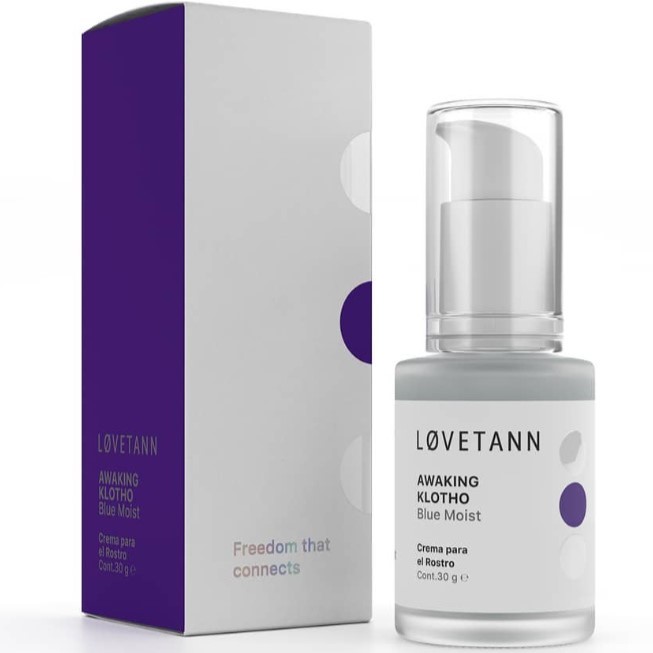 LØVETANN
AWAKING
KLOTHO
Blue Moist
Crema para
el Rostro
Cont.30 g ℮
Freedom that
connects
LØVETANN
AWAKING
KLOTHO
Blue Moist
Crema para
el Rostro
Cont.30 g ℮